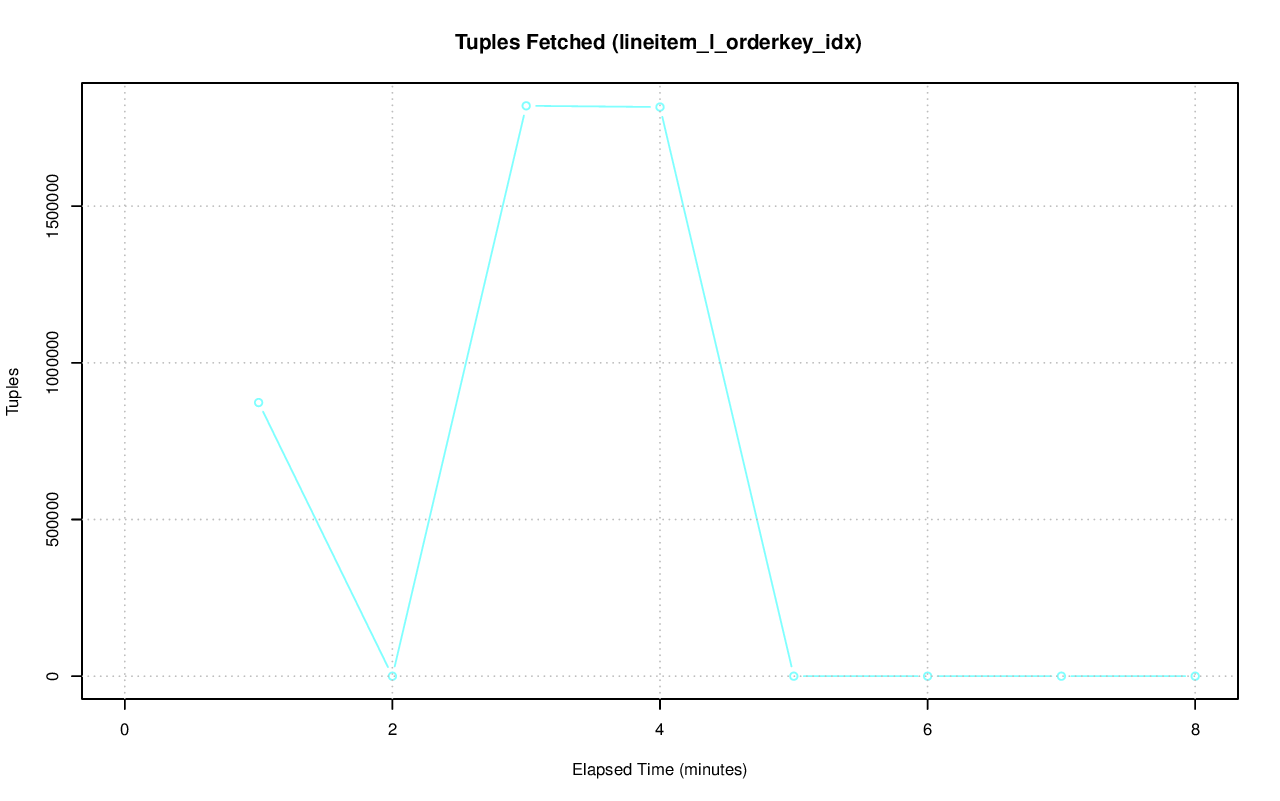 Tuples Fetched (lineitem_l_orderkey_idx)
Tuples
1500000
1000000
500000
0
0 2 4 6 8
Elapsed Time (minutes)